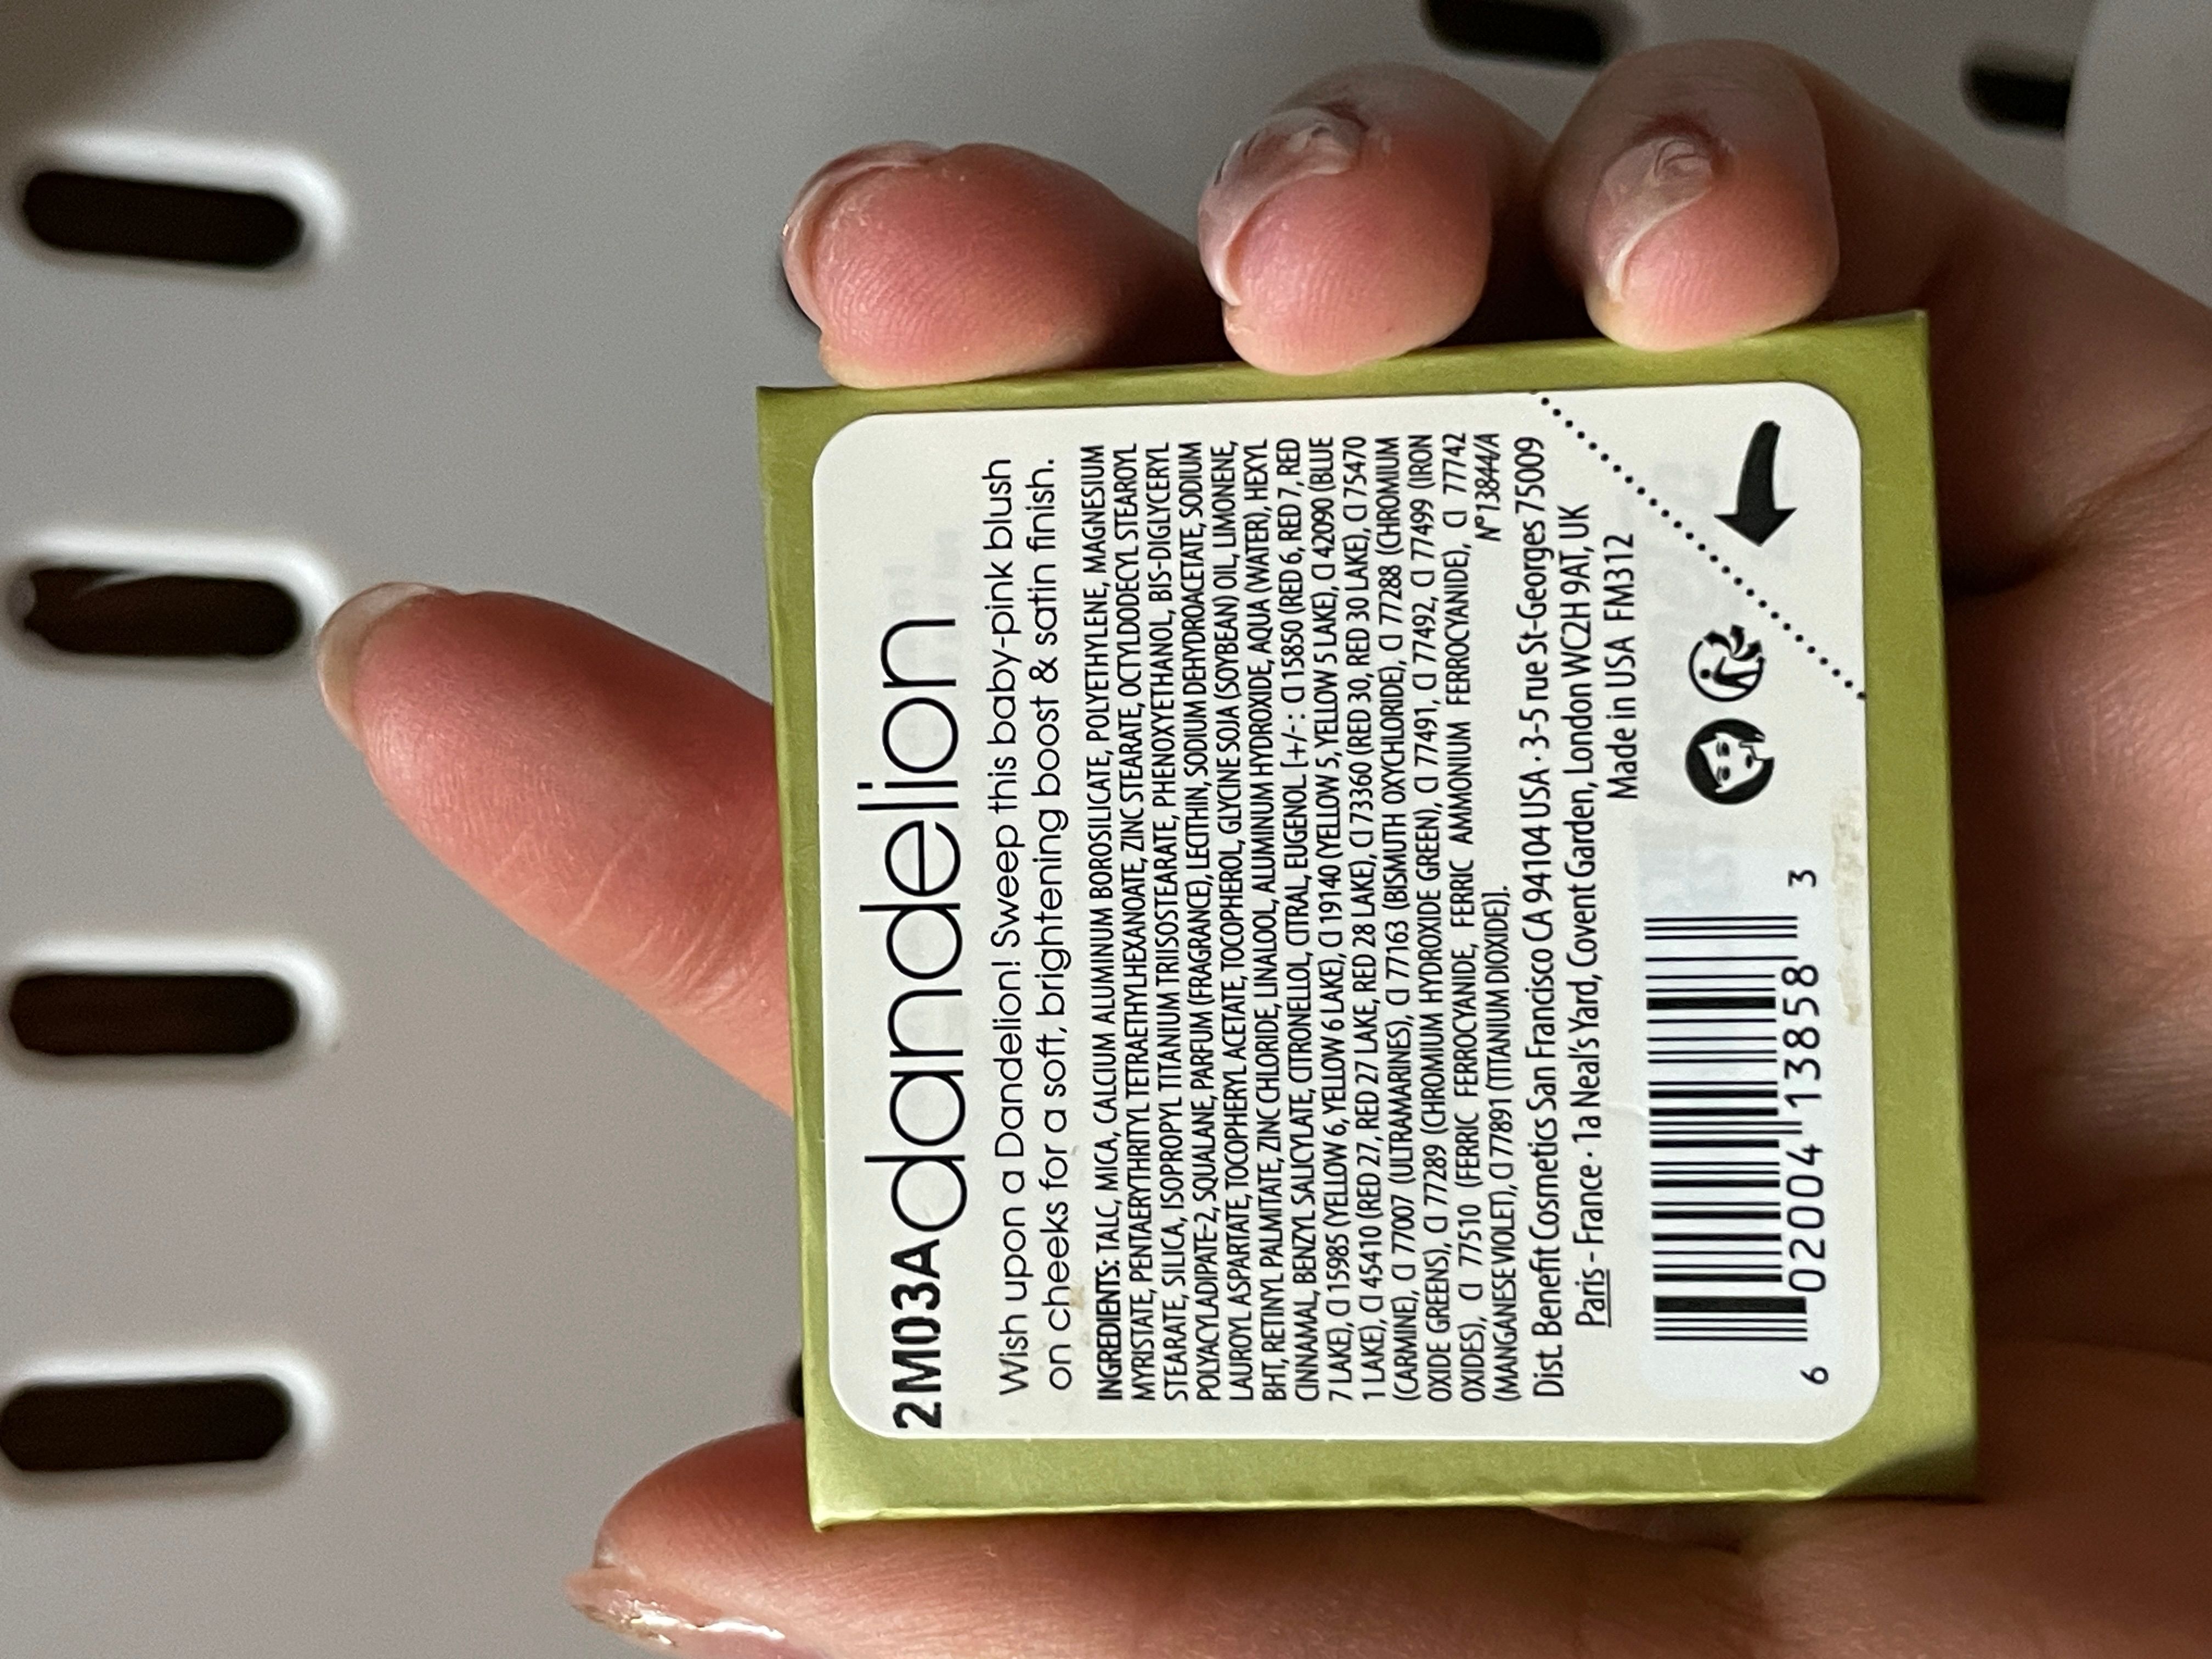 2M03A dandelion
Wish upon a Dandelion! Sweep this baby-pink blush
on cheeks for a soft, brightening boost & satin finish.
INGREDIENTS: TALC, MICA, CALCIUM ALUMINUM BOROSILICATE, POLYETHYLENE, MAGNESIUM
MYRISTATE, PENTAERYTHRITYL TETRAETHYLHEXANOATE, ZINC STEARATE, OCTYLDODECYL STEAROYL
STEARATE, SILICA, ISOPROPYL TITANIUM TRIISOSTEARATE, PHENOXYETHANOL, BIS-DIGLYCERYL
POLYACYLADIPATE-2, SQUALANE, PARFUM (FRAGRANCE), LECITHIN, SODIUM DEHYDROACETATE, SODIUM
LAUROYL ASPARTATE, TOCOPHERYL ACETATE, TOCOPHEROL, GLYCINE SOJA (SOYBEAN) OIL, LIMONENE,
BHT, RETINYL PALMITATE, ZINC CHLORIDE, LINALOOL, ALUMINUM HYDROXIDE, AQUA (WATER), HEXYL
CINNAMAL, BENZYL SALICYLATE, CITRONELLOL, CITRAL, EUGENOL [+/-: CI 15850 (RED 6, RED 7, RED
7 LAKE), CI 15985 (YELLOW 6, YELLOW 6 LAKE), CI 19140 (YELLOW 5, YELLOW 5 LAKE), CI 42090 (BLUE
1 LAKE), CI 45410 (RED 27, RED 27 LAKE, RED 28 LAKE), CI 73360 (RED 30, RED 30 LAKE), CI 75470
(CARMINE), CI 77007 (ULTRAMARINES), CI 77163 (BISMUTH OXYCHLORIDE), CI 77288 (CHROMIUM
OXIDE GREENS), CI 77289 (CHROMIUM HYDROXIDE GREEN), CI 77491, CI 77492, CI 77499 (IRON
OXIDES), CI 77510 (FERRIC FERROCYANIDE, FERRIC AMMONIUM FERROCYANIDE), CI 77742
(MANGANESE VIOLET), CI 77891 (TITANIUM DIOXIDE)]. N°13844/A
Dist. Benefit Cosmetics San Francisco CA 94104 USA · 3-5 rue St-Georges 75009
Paris - France · 1a Neal's Yard, Covent Garden, London WC2H 9AT, UK
Made in USA FM312
6 02004 13858 3